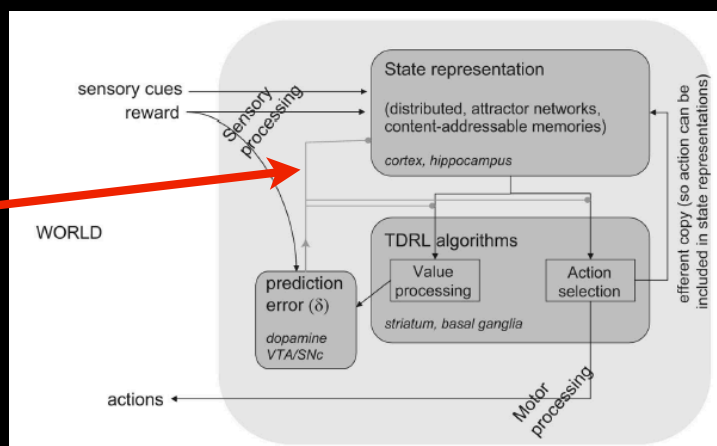 sensory cues
reward
Sensory
processing
State representation
(distributed, attractor networks,
content-addressable memories)
cortex, hippocampus
efferent copy (so action can be
included in state representations)
WORLD
TDRL algorithms
Value
processing
Action
selection
striatum, basal ganglia
prediction
error (δ)
dopamine
VTA/SNc
actions
Motor
processing